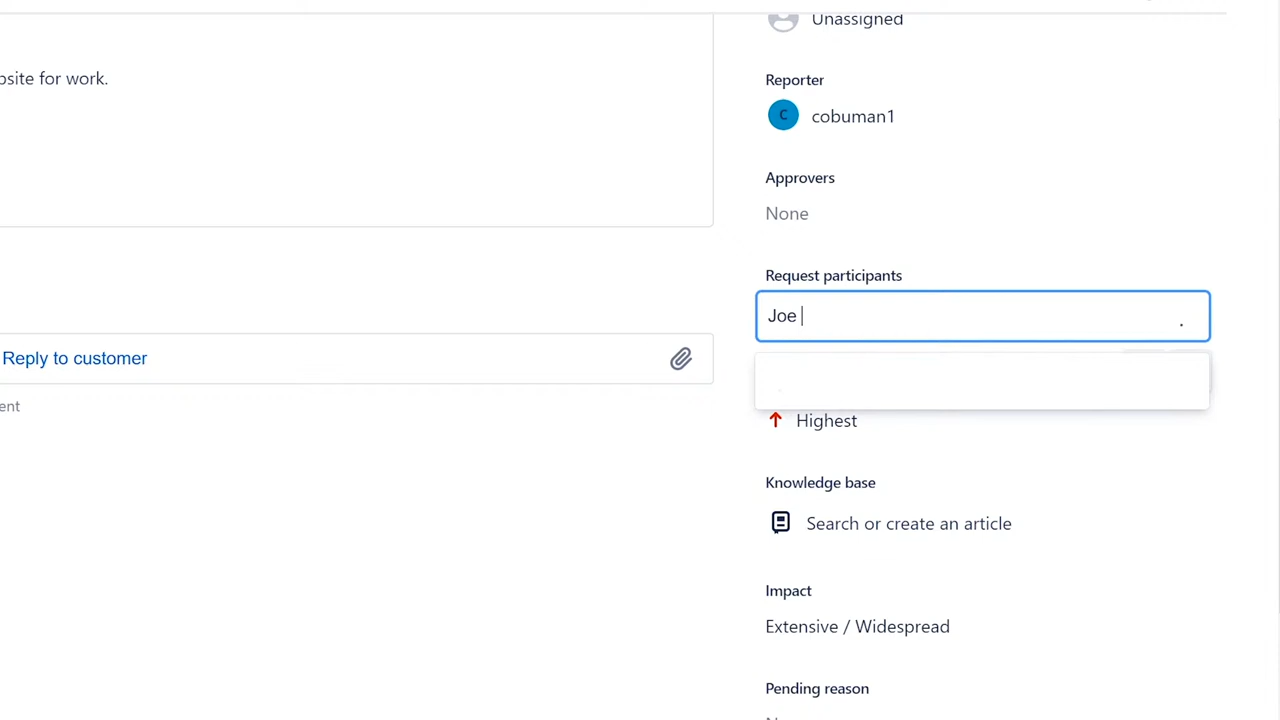 Unassigned
site for work.
Reporter
C cobuman1
Approvers
None
Request participants
Joe
Reply to customer
Highest
ent
Knowledge base
Search or create an article
Impact
Extensive / Widespread
Pending reason